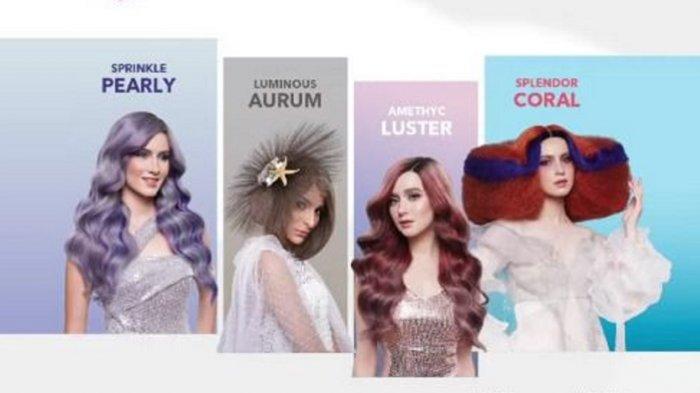 SPRINKLE
PEARLY
LUMINOUS
AURUM
AMETHYC
LUSTER
SPLENDOR
CORAL